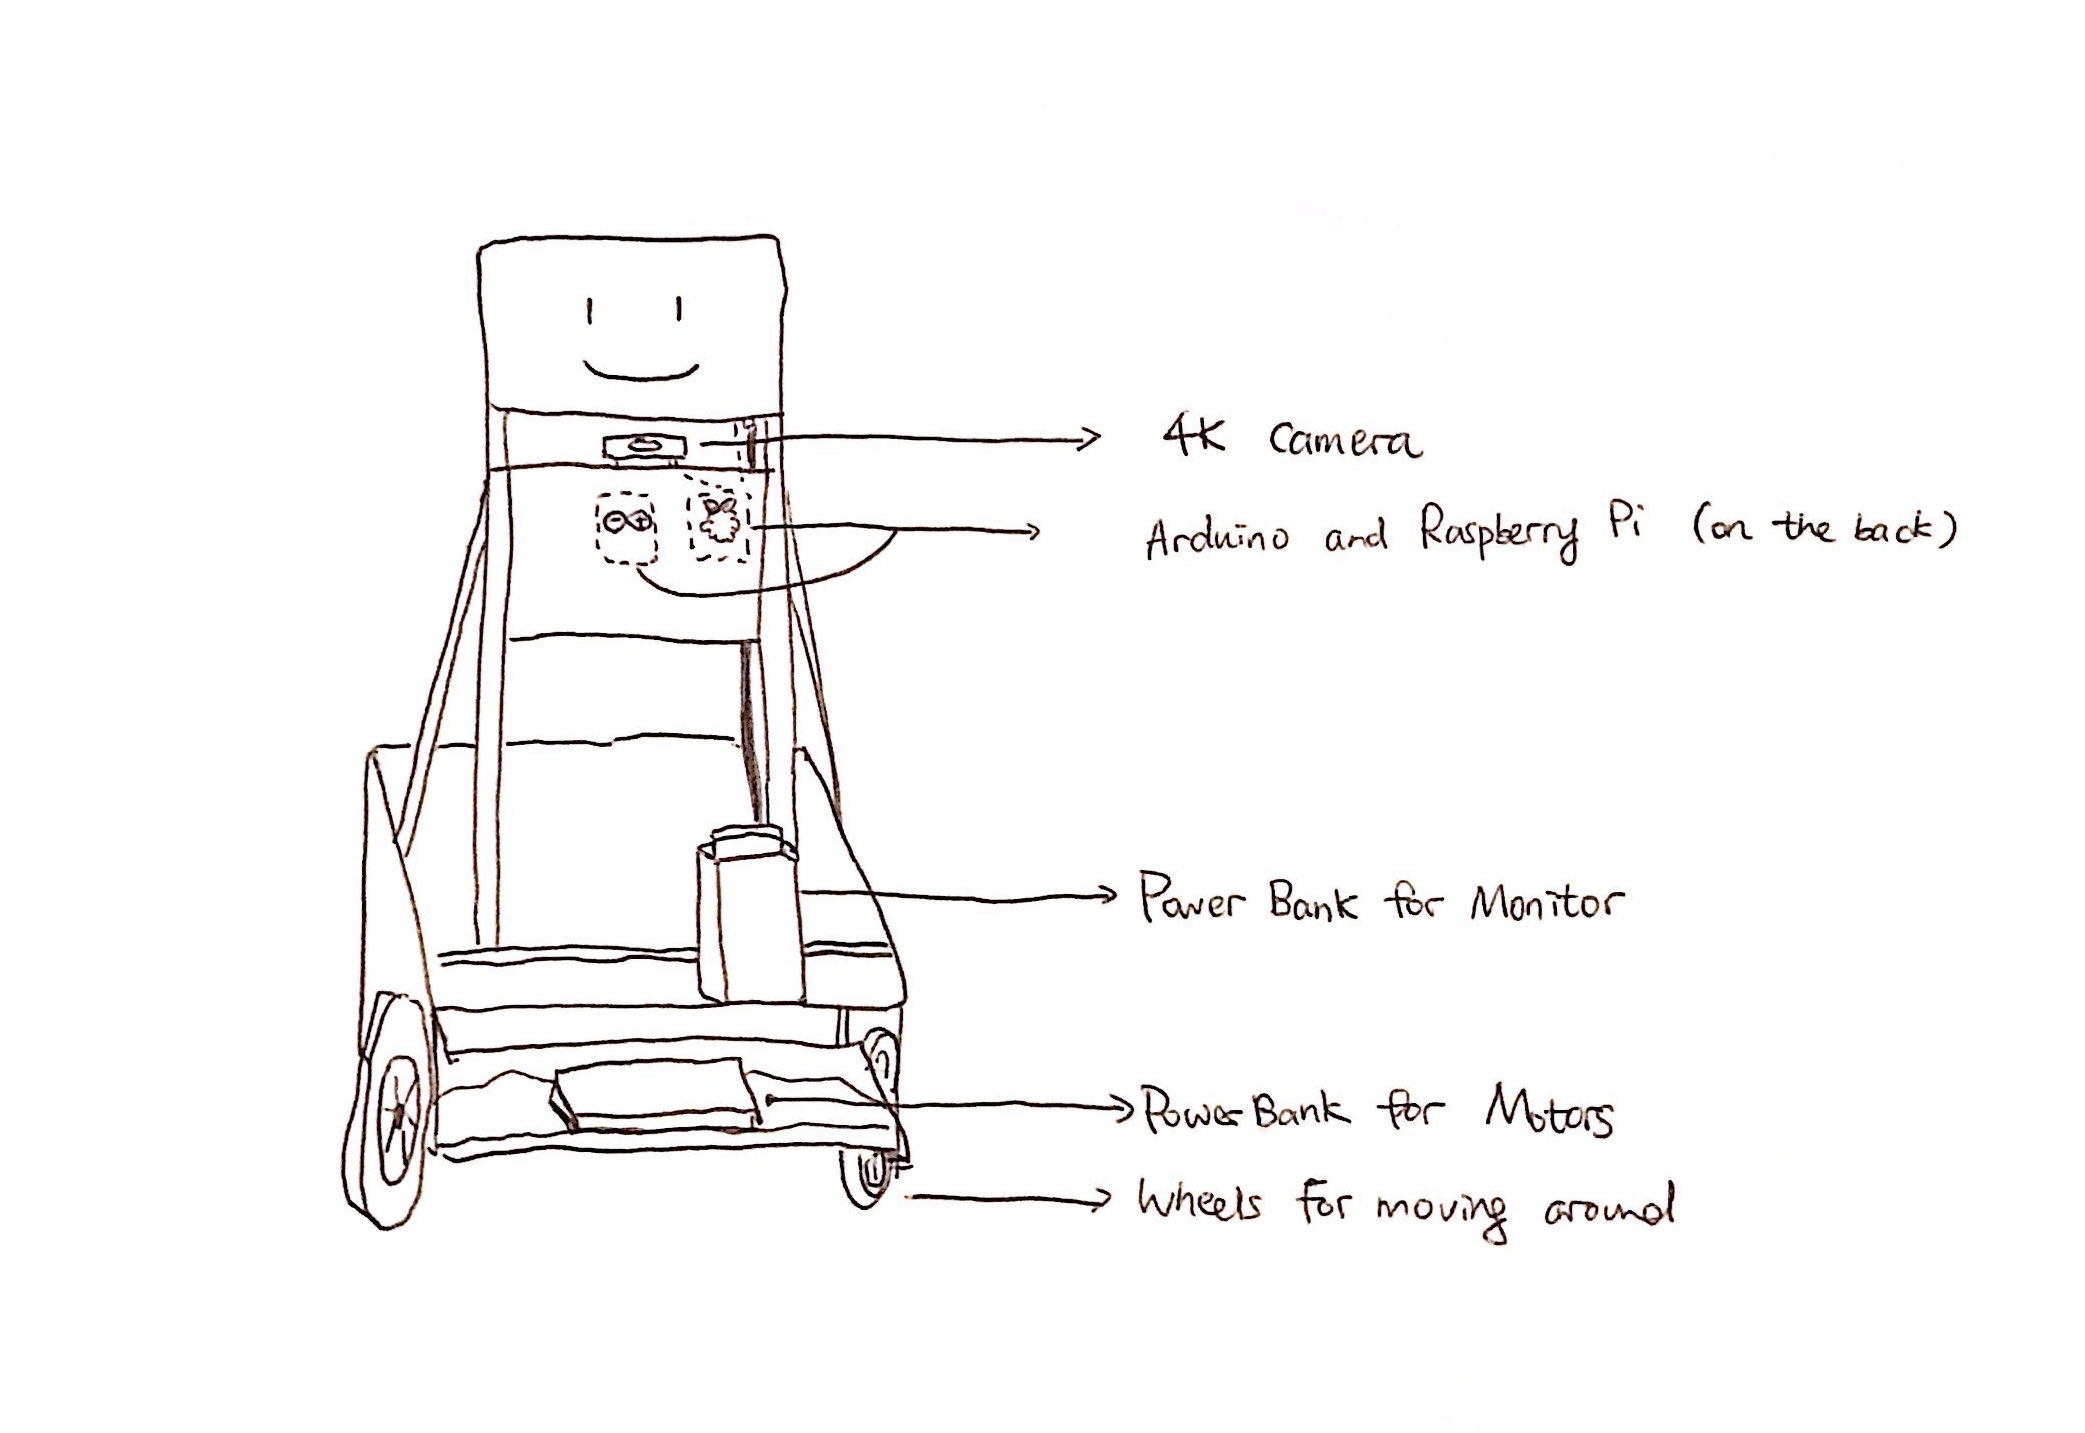 4K Camera
Arduino and Raspberry Pi (on the back)
Power Bank for Monitor
Power Bank for Motors
Wheels for moving around